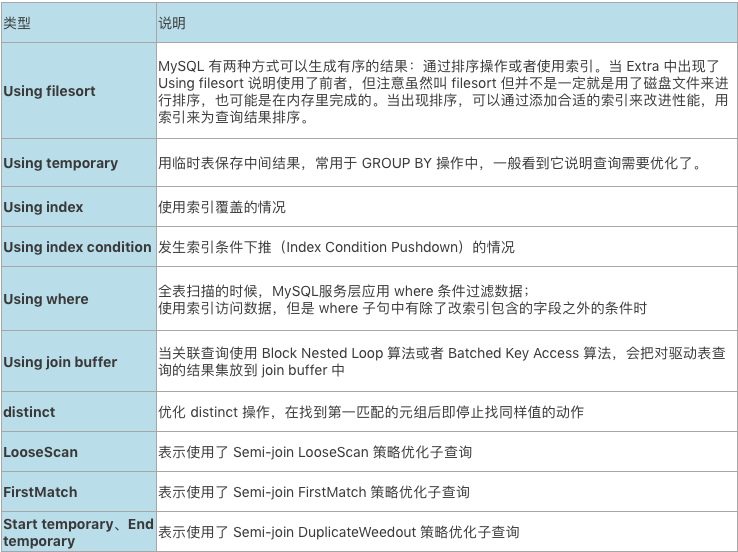 类型
说明
Using filesort
MySQL 有两种方式可以生成有序的结果：通过排序操作或者使用索引。当 Extra 中出现了
Using filesort 说明使用了前者，但注意虽然叫 filesort 但并不是一定就是用了磁盘文件来进
行排序，也可能是在内存里完成的。当出现排序，可以通过添加合适的索引来改进性能，用
索引来为查询结果排序。
Using temporary
用临时表保存中间结果，常用于 GROUP BY 操作中，一般看到它说明查询需要优化了。
Using index
使用索引覆盖的情况
Using index condition
发生索引条件下推（Index Condition Pushdown）的情况
Using where
全表扫描的时候，MySQL服务层应用 where 条件过滤数据；
使用索引访问数据，但是 where 子句中有除了改索引包含的字段之外的条件时
Using join buffer
当关联查询使用 Block Nested Loop 算法或者 Batched Key Access 算法，会把对驱动表查
询的结果集放到 join buffer 中
distinct
优化 distinct 操作，在找到第一匹配的元组后即停止找同样值的动作
LooseScan
表示使用了 Semi-join LooseScan 策略优化子查询
FirstMatch
表示使用了 Semi-join FirstMatch 策略优化子查询
Start temporary、End
temporary
表示使用了 Semi-join DuplicateWeedout 策略优化子查询